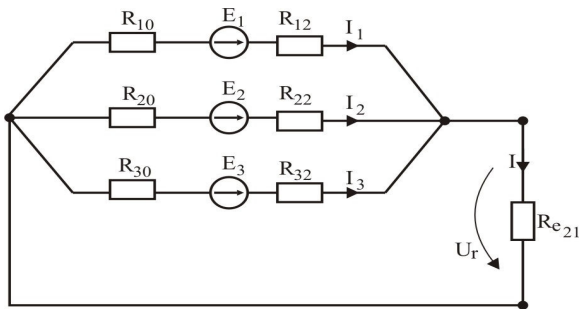 R10 E1 R12 I1
R20 E2 R22 I2
R30 E3 R32 I3
I
Re21
Ur